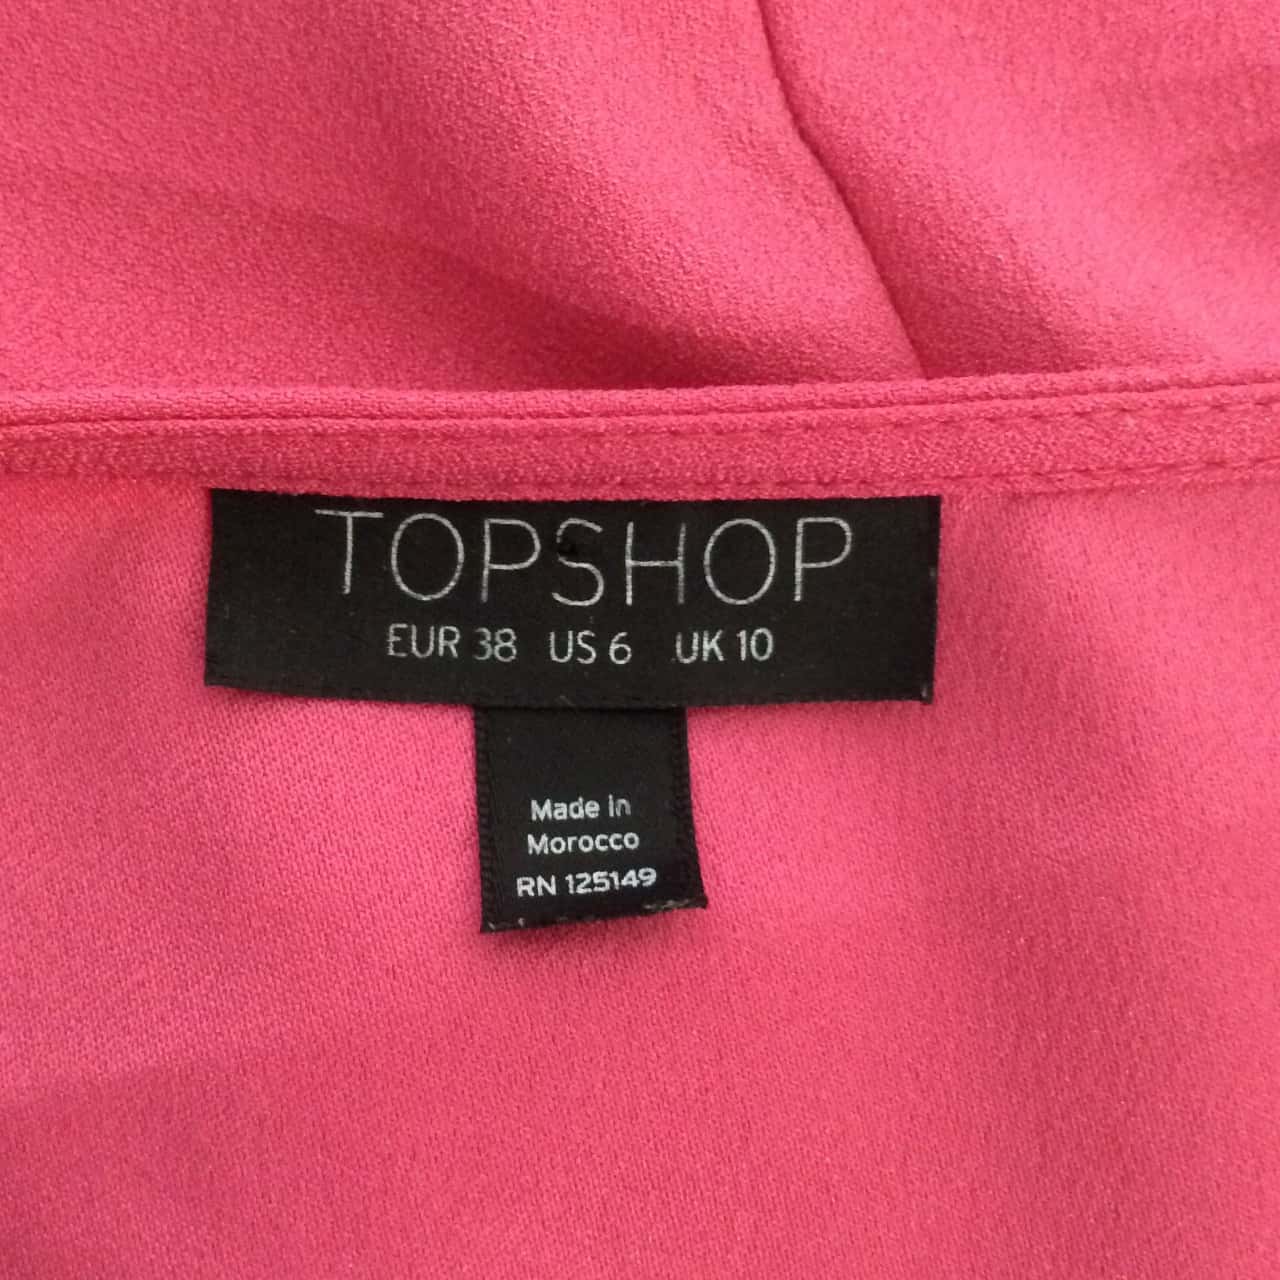 TOPSHOP
EUR 38 US 6 UK 10
Made in
Morocco
RN 125149